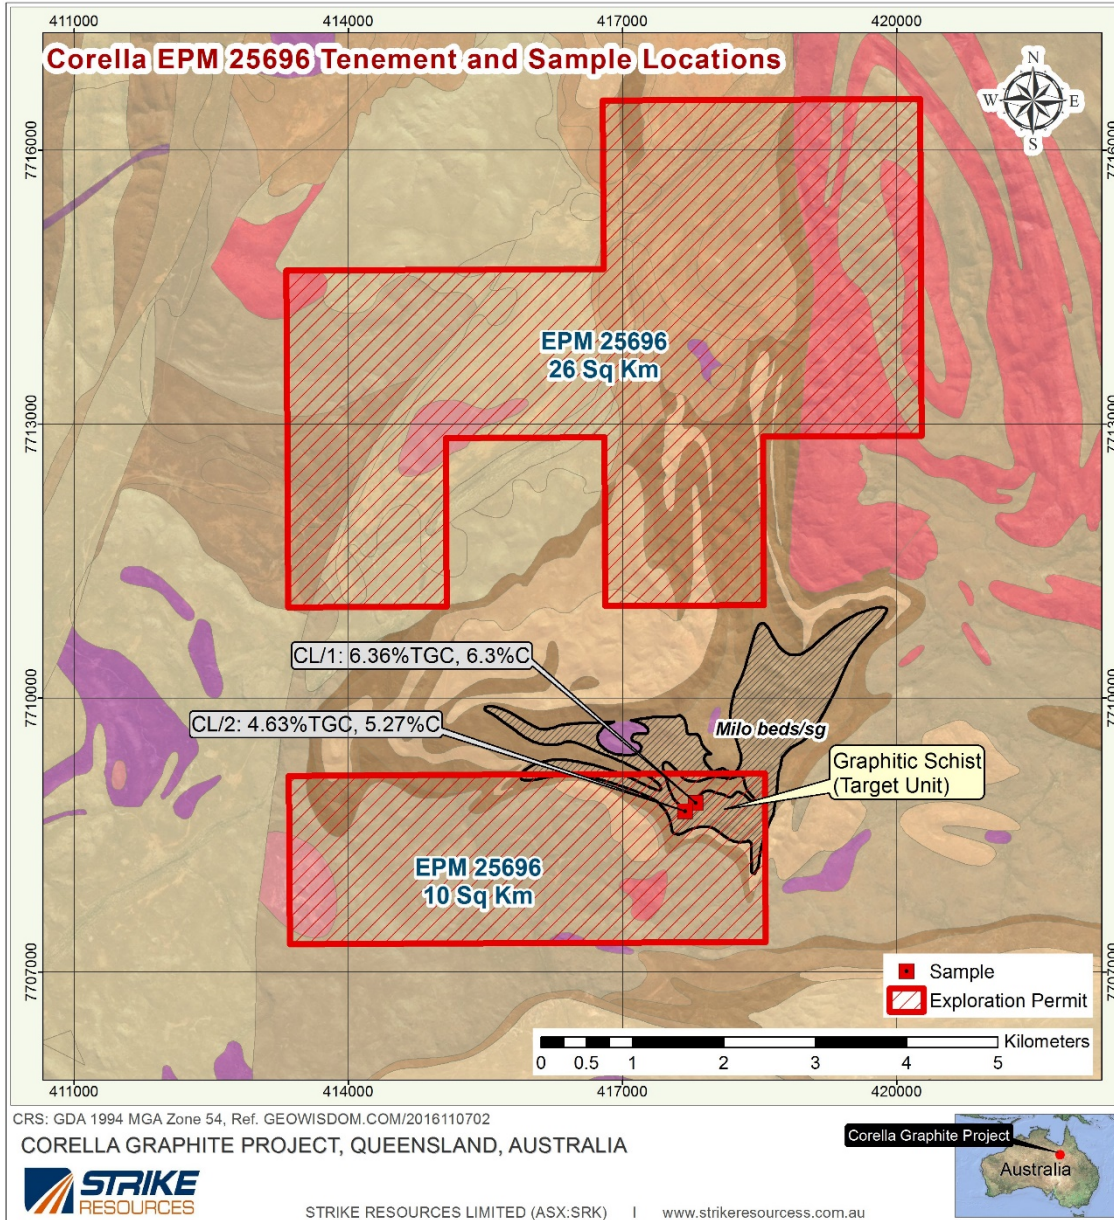 411000 414000 417000 420000
Corella EPM 25696 Tenement and Sample Locations
N
W E
S
7716000 7716000
EPM 25696
26 Sq Km
7713000 7713000
CL/1: 6.36%TGC, 6.3%C
7710000 7710000
CL/2: 4.63%TGC, 5.27%C
Milo beds/sg
Graphitic Schist
(Target Unit)
EPM 25696
10 Sq Km
7707000 7707000
Sample
Exploration Permit
Kilometers
0 0.5 1 2 3 4 5
411000 414000 417000 420000
CRS: GDA 1994 MGA Zone 54, Ref. GEOWISDOM.COM/2016110702
CORELLA GRAPHITE PROJECT, QUEENSLAND, AUSTRALIA
Corella Graphite Project
Australia
STRIKE
RESOURCES
STRIKE RESOURCES LIMITED (ASX:SRK) I www.strikeresourcess.com.au